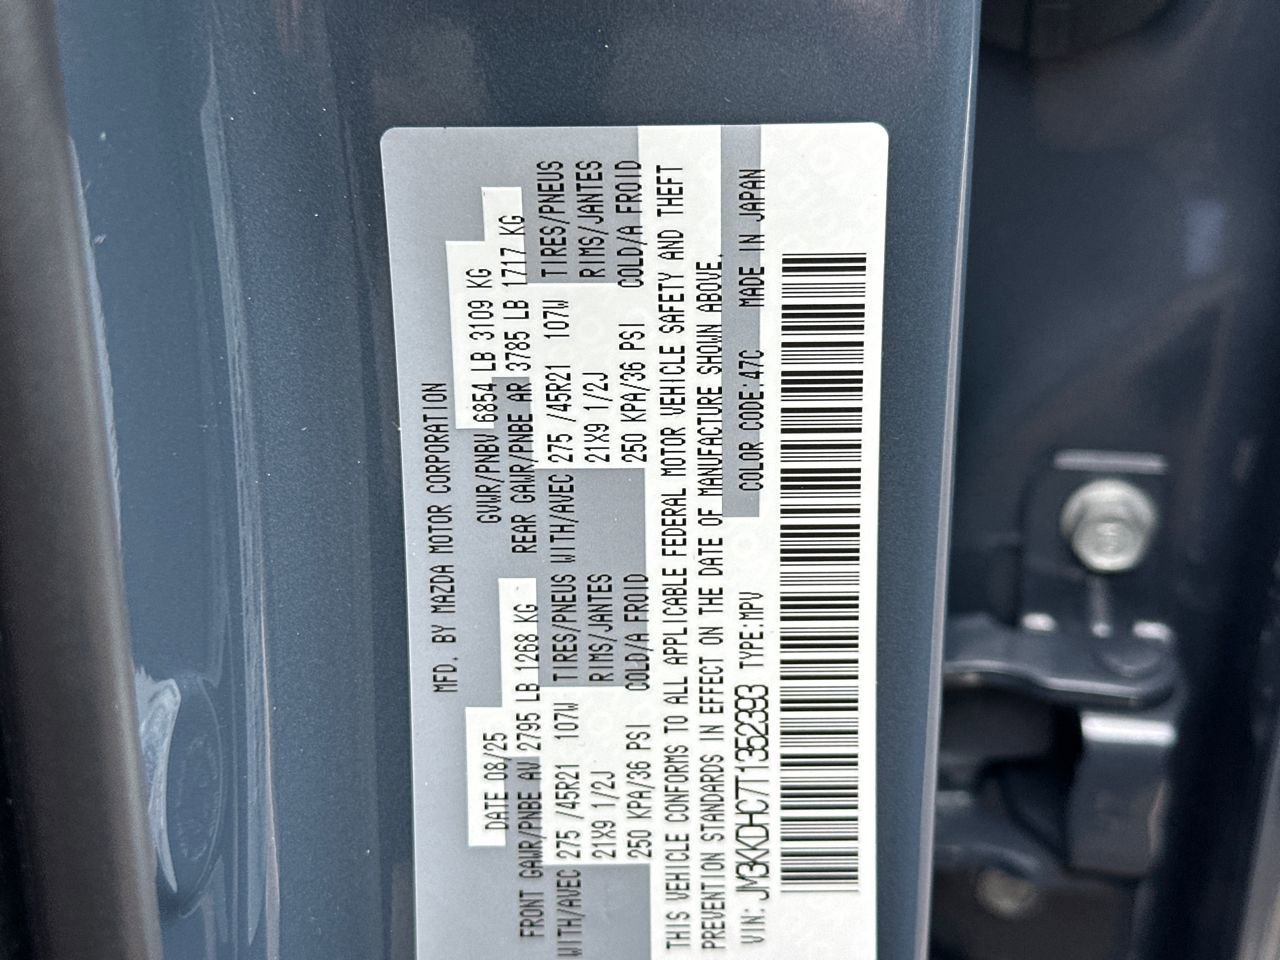 MFD. BY MAZDA MOTOR CORPORATION
DATE 08/25 GVWR/PNBV 6854 LB 3109 KG
FRONT GAWR/PNBE AV 2795 LB 1268 KG REAR GAWR/PNBE AR 3785 LB 1717 KG
WITH/AVEC 275 /45R21 107W TIRES/PNEUS WITH/AVEC 275 /45R21 107W TIRES/PNEUS
21X9 1/2J RIMS/JANTES 21X9 1/2J RIMS/JANTES
250 KPA/36 PSI COLD/A FROID 250 KPA/36 PSI COLD/A FROID
THIS VEHICLE CONFORMS TO ALL APPLICABLE FEDERAL MOTOR VEHICLE SAFETY AND THEFT
PREVENTION STANDARDS IN EFFECT ON THE DATE OF MANUFACTURE SHOWN ABOVE.
VIN: JM3KKDHC7T1352393 TYPE:MPV COLOR CODE:47C MADE IN JAPAN